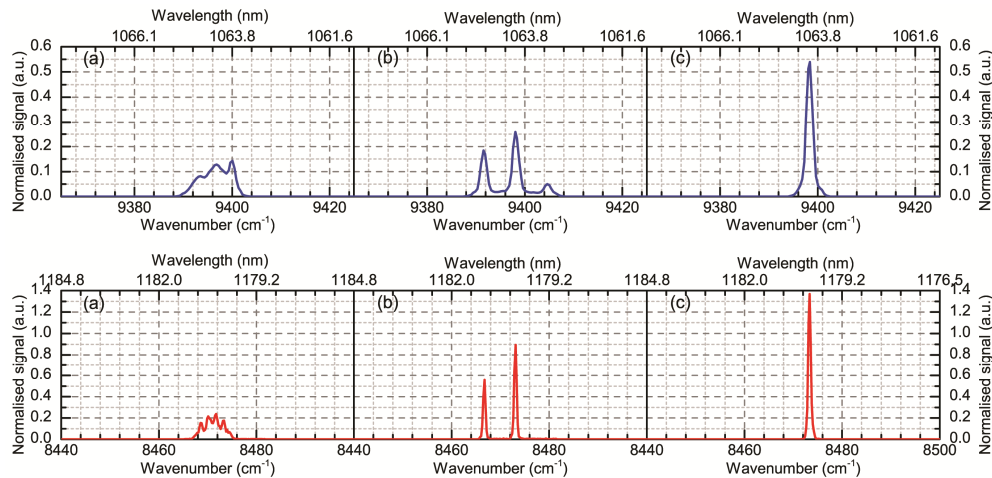 Wavelength (nm) Wavelength (nm) Wavelength (nm)
1066.1 1063.8 1061.6 1066.1 1063.8 1061.6 1066.1 1063.8 1061.6
(a) (b) (c)
Normalised signal (a.u.)
0.6 0.6
0.5 0.5
0.4 0.4
0.3 0.3
0.2 0.2
0.1 0.1
0.0 0.0
Normalised signal (a.u.)
9380 9400 9420 9380 9400 9420 9380 9400 9420
Wavenumber (cm⁻¹) Wavenumber (cm⁻¹) Wavenumber (cm⁻¹)
Wavelength (nm) Wavelength (nm) Wavelength (nm)
1184.8 1182.0 1179.2 1184.8 1182.0 1179.2 1184.8 1182.0 1179.2 1176.5
(a) (b) (c)
Normalised signal (a.u.)
1.4 1.4
1.2 1.2
1.0 1.0
0.8 0.8
0.6 0.6
0.4 0.4
0.2 0.2
0.0 0.0
Normalised signal (a.u.)
8440 8460 8480 8440 8460 8480 8440 8460 8480 8500
Wavenumber (cm⁻¹) Wavenumber (cm⁻¹) Wavenumber (cm⁻¹)